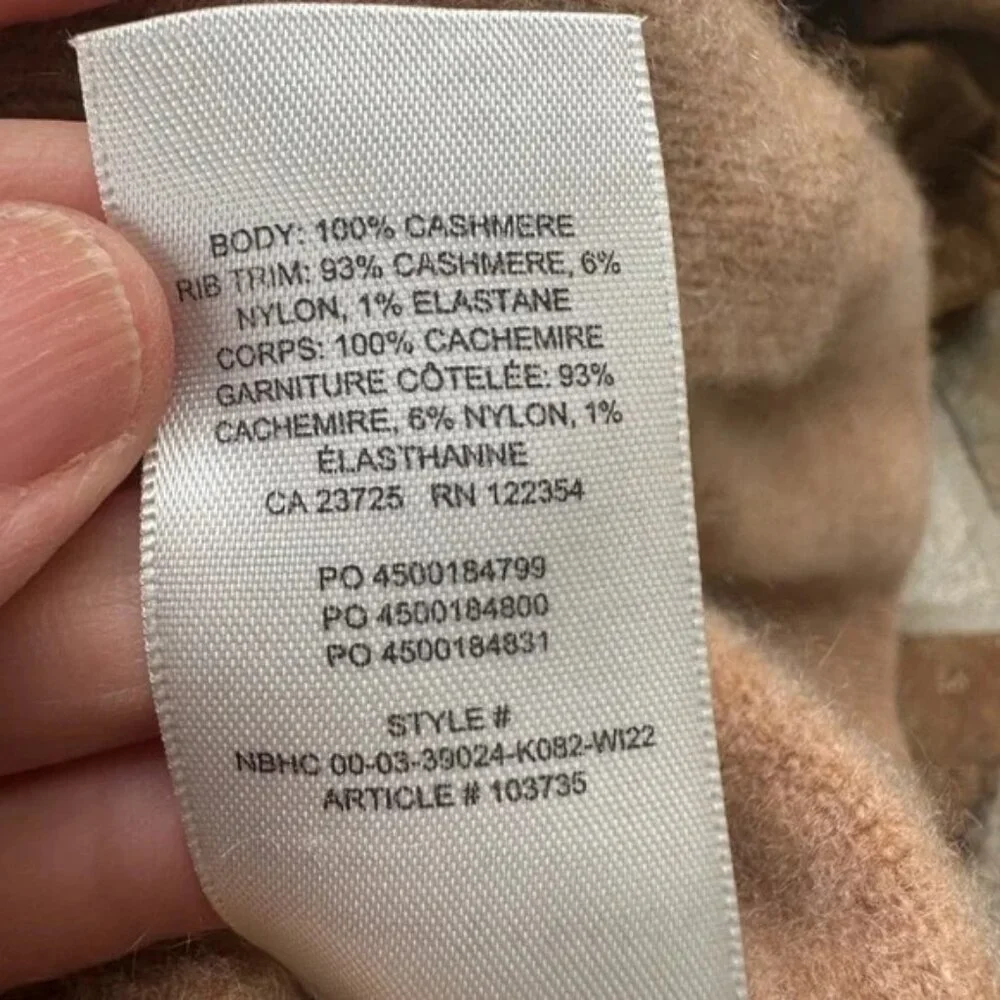 BODY: 100% CASHMERE
RIB TRIM: 93% CASHMERE, 6%
NYLON, 1% ELASTANE
CORPS: 100% CACHEMIRE
GARNITURE CÔTELÉE: 93%
CACHEMIRE, 6% NYLON, 1%
ÉLASTHANNE
CA 23725 RN 122354
PO 4500184799
PO 4500184800
PO 4500184831
STYLE #
NBHC 00-03-39024-K082-WI22
ARTICLE # 103735